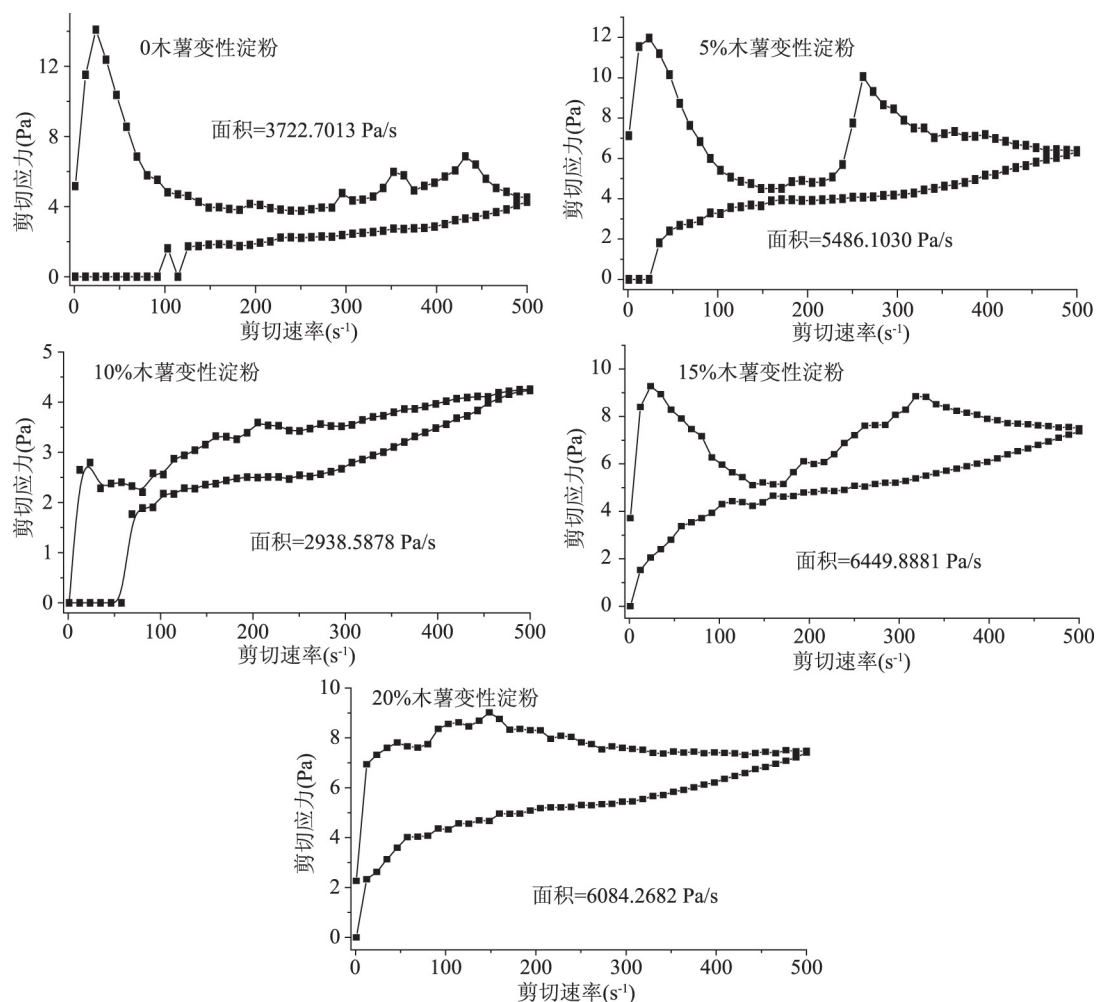 0木薯变性淀粉
面积=3722.7013 Pa/s
剪切应力(Pa)
12
8
4
0
0 100 200 300 400 500
剪切速率(s⁻¹)
5%木薯变性淀粉
面积=5486.1030 Pa/s
剪切应力(Pa)
12
10
8
6
4
2
0
0 100 200 300 400 500
剪切速率(s⁻¹)
10%木薯变性淀粉
面积=2938.5878 Pa/s
剪切应力(Pa)
5
4
3
2
1
0
0 100 200 300 400 500
剪切速率(s⁻¹)
15%木薯变性淀粉
面积=6449.8881 Pa/s
剪切应力(Pa)
10
8
6
4
2
0
0 100 200 300 400 500
剪切速率(s⁻¹)
20%木薯变性淀粉
面积=6084.2682 Pa/s
剪切应力(Pa)
10
8
6
4
2
0
0 100 200 300 400 500
剪切速率(s⁻¹)